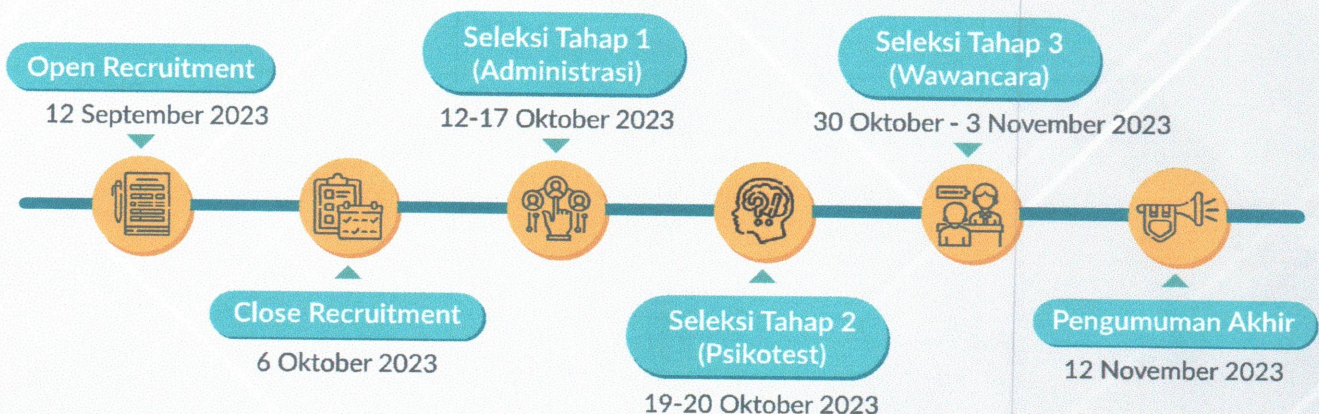 Open Recruitment
12 September 2023
Close Recruitment
6 Oktober 2023
Seleksi Tahap 1
(Administrasi)
12-17 Oktober 2023
Seleksi Tahap 2
(Psikotest)
19-20 Oktober 2023
Seleksi Tahap 3
(Wawancara)
30 Oktober - 3 November 2023
Pengumuman Akhir
12 November 2023